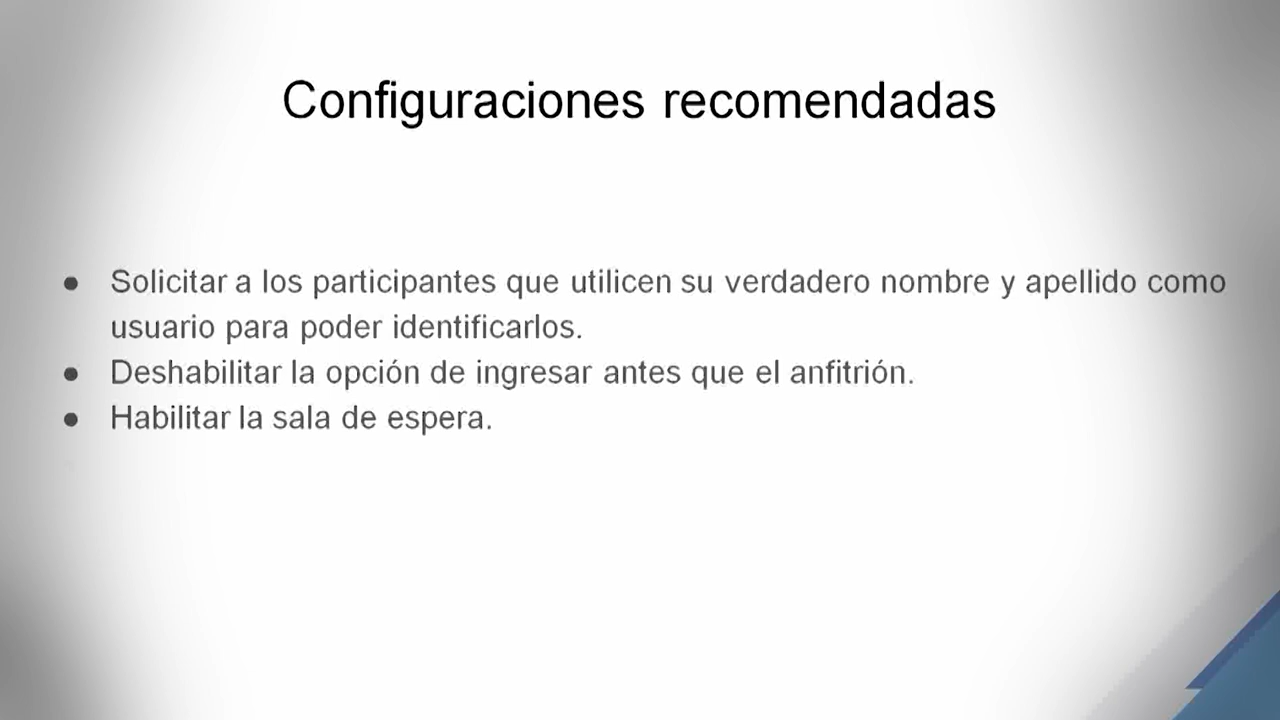 Configuraciones recomendadas
● Solicitar a los participantes que utilicen su verdadero nombre y apellido como
usuario para poder identificarlos.
● Deshabilitar la opción de ingresar antes que el anfitrión.
● Habilitar la sala de espera.